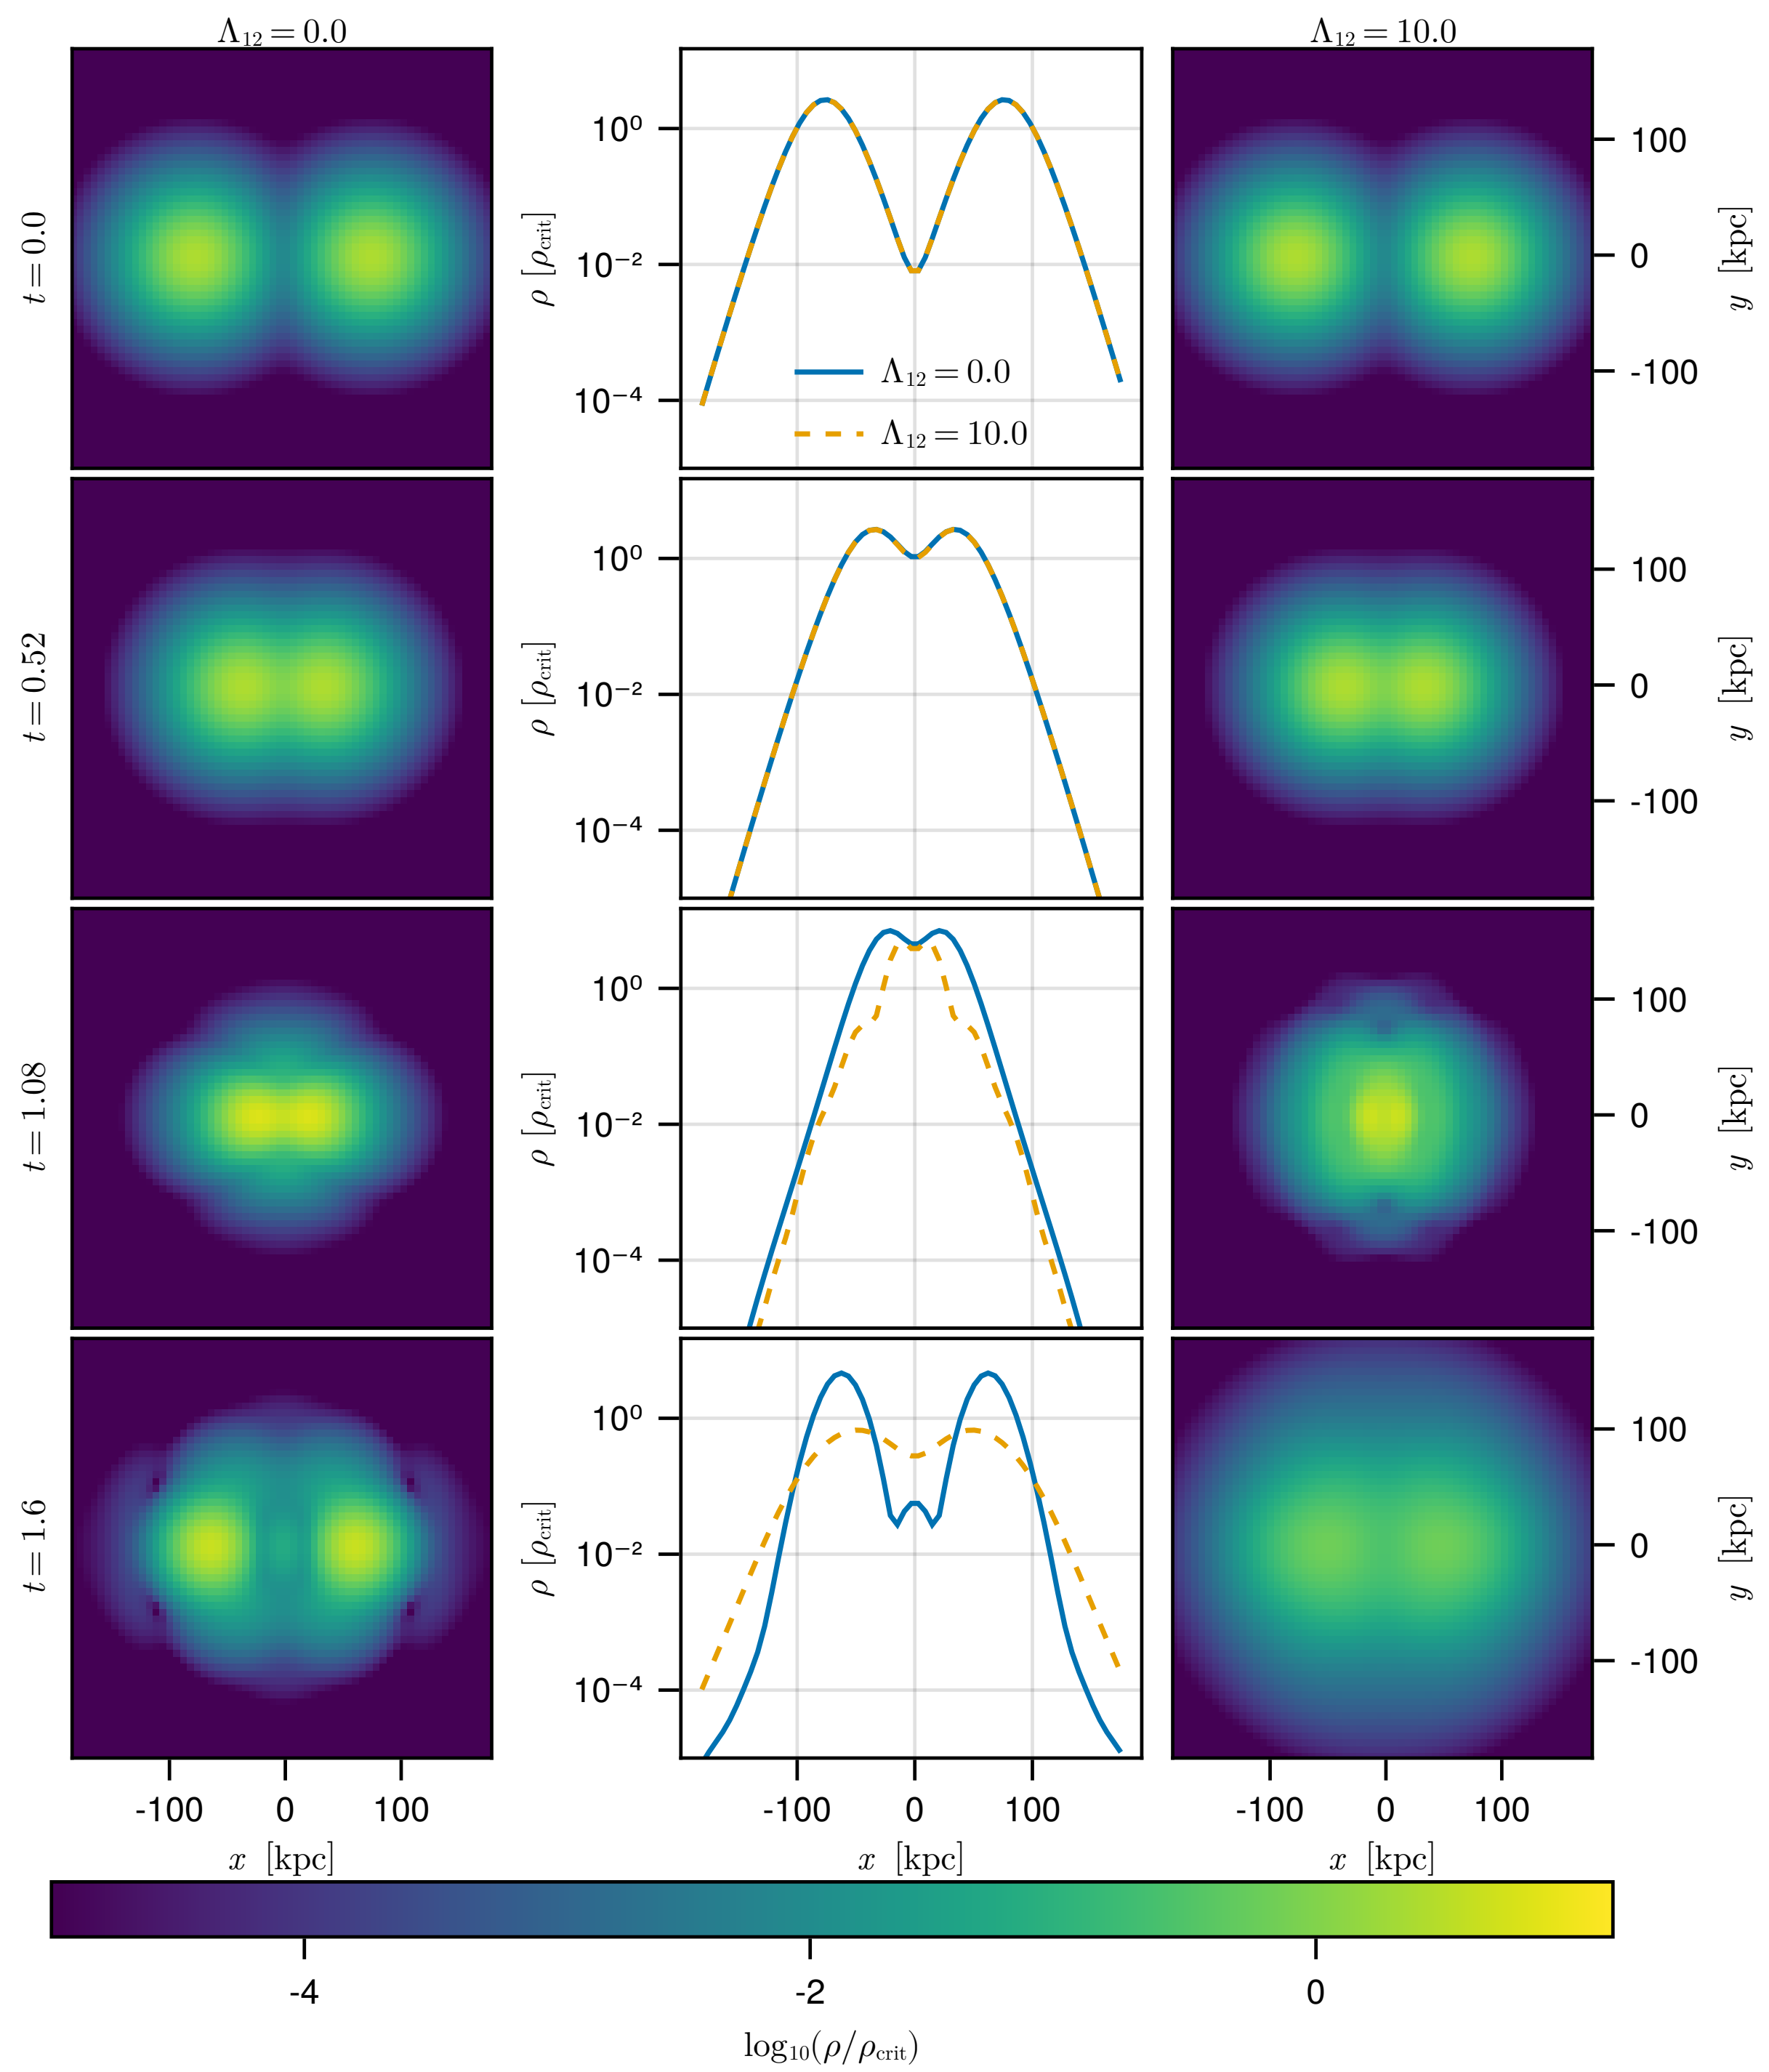 Λ₁₂ = 0.0
Λ₁₂ = 10.0
t = 0.0
ρ [ρcrit]
10⁰
10⁻²
10⁻⁴
Λ₁₂ = 0.0
Λ₁₂ = 10.0
100
0
-100
y [kpc]
t = 0.52
ρ [ρcrit]
10⁰
10⁻²
10⁻⁴
100
0
-100
y [kpc]
t = 1.08
ρ [ρcrit]
10⁰
10⁻²
10⁻⁴
100
0
-100
y [kpc]
t = 1.6
ρ [ρcrit]
10⁰
10⁻²
10⁻⁴
100
0
-100
y [kpc]
-100 0 100
-100 0 100
-100 0 100
x [kpc]
x [kpc]
x [kpc]
-4 -2 0
log₁₀(ρ/ρcrit)